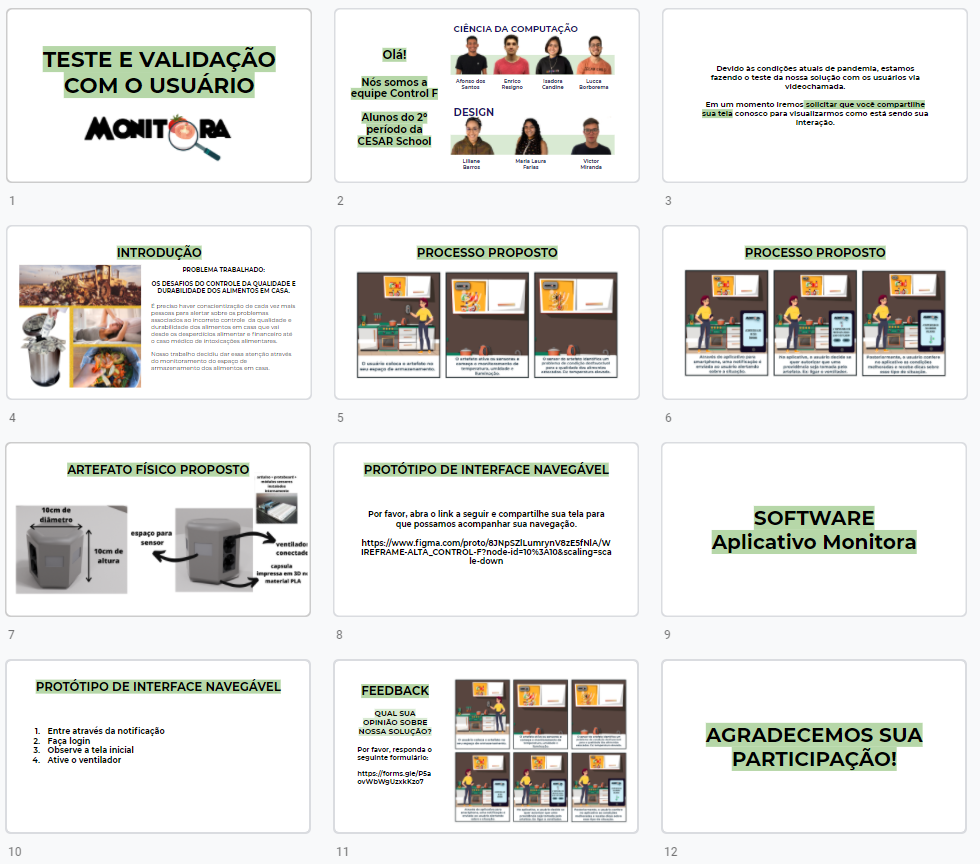 TESTE E VALIDAÇÃO
COM O USUÁRIO
MONITORA
1
Olá!
Nós somos a
equipe Control F
Alunos do 2º
período da
CESAR School
CIÊNCIA DA COMPUTAÇÃO
Afonso dos
Santos
Enrico
Resigno
Isadora
Candine
Lucca
Borborema
DESIGN
Liliane
Barros
Maria Laura
Farias
Victor
Miranda
2
Devido às condições atuais de pandemia, estamos
fazendo o teste da nossa solução com os usuários via
videochamada.
Em um momento iremos solicitar que você compartilhe
sua tela conosco para visualizarmos como está sendo sua
interação.
3
INTRODUÇÃO
PROBLEMA TRABALHADO:
OS DESAFIOS DO CONTROLE DA QUALIDADE E
DURABILIDADE DOS ALIMENTOS EM CASA.
É preciso haver conscientização de cada vez mais
pessoas para alertar sobre os problemas
associados ao incorreto controle da qualidade e
durabilidade dos alimentos em casa que vai
desde os desperdícios alimentar e financeiro até
o caso médico de intoxicações alimentares.
Nosso trabalho decidiu dar essa atenção através
do monitoramento do espaço de
armazenamento dos alimentos em casa.
4
PROCESSO PROPOSTO
O usuário coloca o artefato no
seu espaço de armazenamento.
O artefato ativa os sensores e
começa o monitoramento de
temperatura, umidade e
iluminação.
O sensor do artefato identifica um
problema de condição desfavorável
para a qualidade dos alimentos
5
PROCESSO PROPOSTO
Através do aplicativo para
smartphone, uma notificação é
enviada ao usuário alertando
sobre a situação.
No aplicativo, o usuário decide se
quer autorizar que uma
providência seja tomada pelo
artefato. Ex: ligar o ventilador.
Posteriormente, o usuário confere
no aplicativo as condições
melhoradas e recebe dicas sobre
esse tipo de situação.
6
ARTEFATO FÍSICO PROPOSTO
10cm de
diâmetro
10cm de
altura
espaço para
sensor
arduino + protoboard +
módulos sensores
instalados
internamente
ventilador
conectado
capsula
impressa em 3D no
material PLA
7
PROTÓTIPO DE INTERFACE NAVEGÁVEL
Por favor, abra o link a seguir e compartilhe sua tela para
que possamos acompanhar sua navegação.
https://www.figma.com/proto/8JNpSZlLumrynV8zE5fNlA/W
IREFRAME-ALTA_CONTROL-F?node-id=10%3A10&scaling=sca
le-down
8
SOFTWARE
Aplicativo Monitora
9
PROTÓTIPO DE INTERFACE NAVEGÁVEL
1. Entre através da notificação
2. Faça login
3. Observe a tela inicial
4. Ative o ventilador
10
FEEDBACK
QUAL SUA
OPINIÃO SOBRE
NOSSA SOLUÇÃO?
Por favor, responda o
seguinte formulário:
https://forms.gle/P5a
ovWbWgUzxkKzo7
11
AGRADECEMOS SUA
PARTICIPAÇÃO!
12